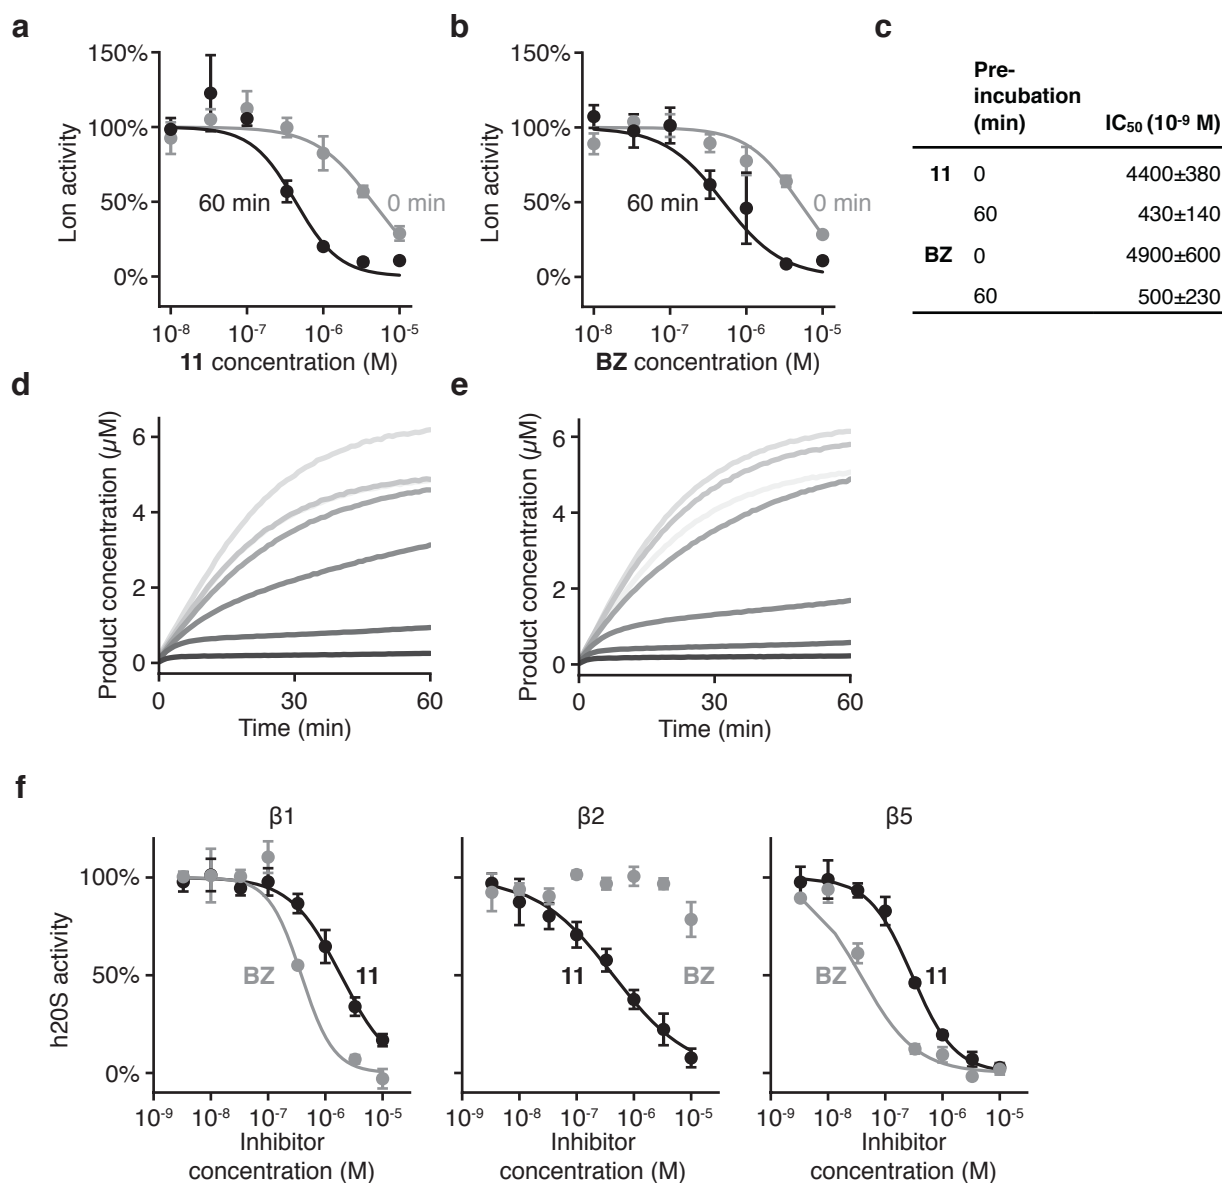 a
150%
100%
50%
0%
Lon activity
60 min
0 min
10⁻⁸ 10⁻⁷ 10⁻⁶ 10⁻⁵
11 concentration (M)
b
150%
100%
50%
0%
Lon activity
60 min
0 min
10⁻⁸ 10⁻⁷ 10⁻⁶ 10⁻⁵
BZ concentration (M)
c
Pre-
incubation
(min) IC₅₀ (10⁻⁹ M)
11 0 4400±380
60 430±140
BZ 0 4900±600
60 500±230
d
6
4
2
0
Product concentration (µM)
0 30 60
Time (min)
e
6
4
2
0
Product concentration (µM)
0 30 60
Time (min)
f
h20S activity
β1
100%
50%
0%
BZ 11
10⁻⁹ 10⁻⁸ 10⁻⁷ 10⁻⁶ 10⁻⁵
Inhibitor
concentration (M)
β2
100%
50%
0%
11 BZ
10⁻⁹ 10⁻⁸ 10⁻⁷ 10⁻⁶ 10⁻⁵
Inhibitor
concentration (M)
β5
100%
50%
0%
BZ 11
10⁻⁹ 10⁻⁸ 10⁻⁷ 10⁻⁶ 10⁻⁵
Inhibitor
concentration (M)